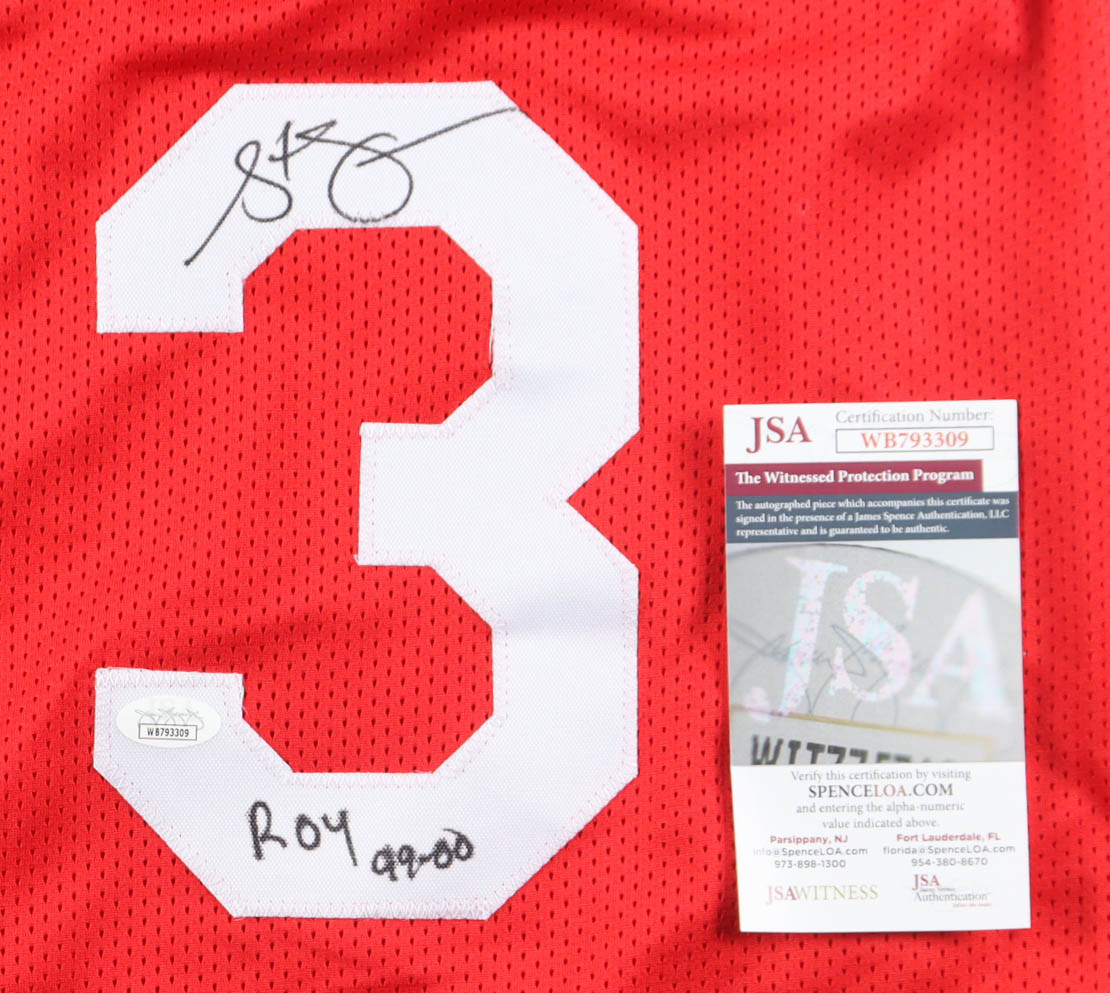 3
WB793309
ROY 99-00
JSA
Certification Number:
WB793309
The Witnessed Protection Program
The autographed piece which accompanies this certificate was
signed in the presence of a James Spence Authentication, LLC
representative and is guaranteed to be authentic.
JSA
Verify this certification by visiting
SPENCELOA.COM
and entering the alpha-numeric
value indicated above.
Parsippany, NJ
info@SpenceLOA.com
973-898-1300
Fort Lauderdale, FL
florida@SpenceLOA.com
954-380-8670
JSAWITNESS
JSA
Authentication